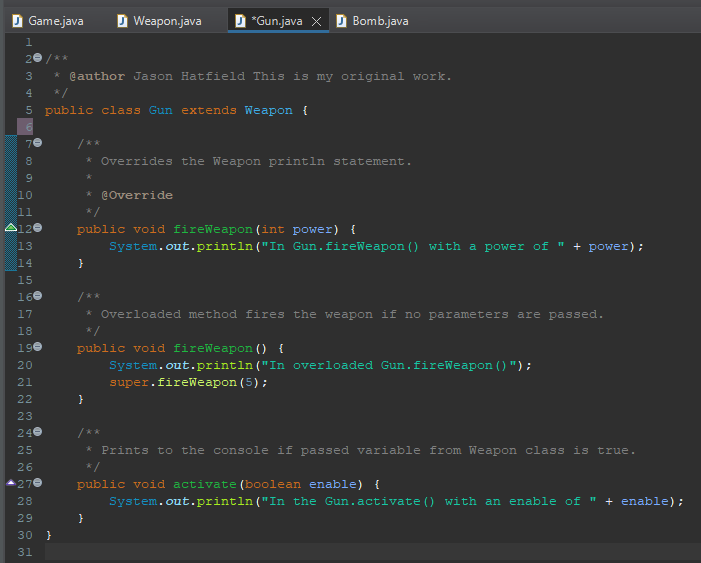 Game.java Weapon.java *Gun.java Bomb.java
1
2 /**
3  * @author Jason Hatfield This is my original work.
4  */
5 public class Gun extends Weapon {
6
7     /**
8      * Overrides the Weapon println statement.
9      *
10      * @Override
11      */
12     public void fireWeapon(int power) {
13         System.out.println("In Gun.fireWeapon() with a power of " + power);
14     }
15
16     /**
17      * Overloaded method fires the weapon if no parameters are passed.
18      */
19     public void fireWeapon() {
20         System.out.println("In overloaded Gun.fireWeapon()");
21         super.fireWeapon(5);
22     }
23
24     /**
25      * Prints to the console if passed variable from Weapon class is true.
26      */
27     public void activate(boolean enable) {
28         System.out.println("In the Gun.activate() with an enable of " + enable);
29     }
30 }
31